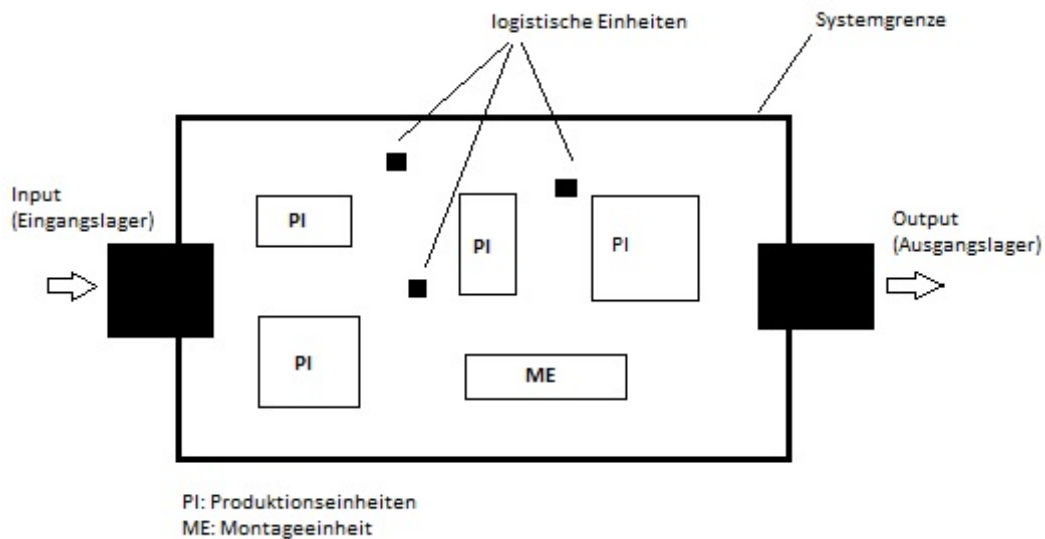 logistische Einheiten
Systemgrenze
Input
(Eingangslager)
PI
PI
PI
Output
(Ausgangslager)
PI
ME
PI: Produktionseinheiten
ME: Montageeinheit